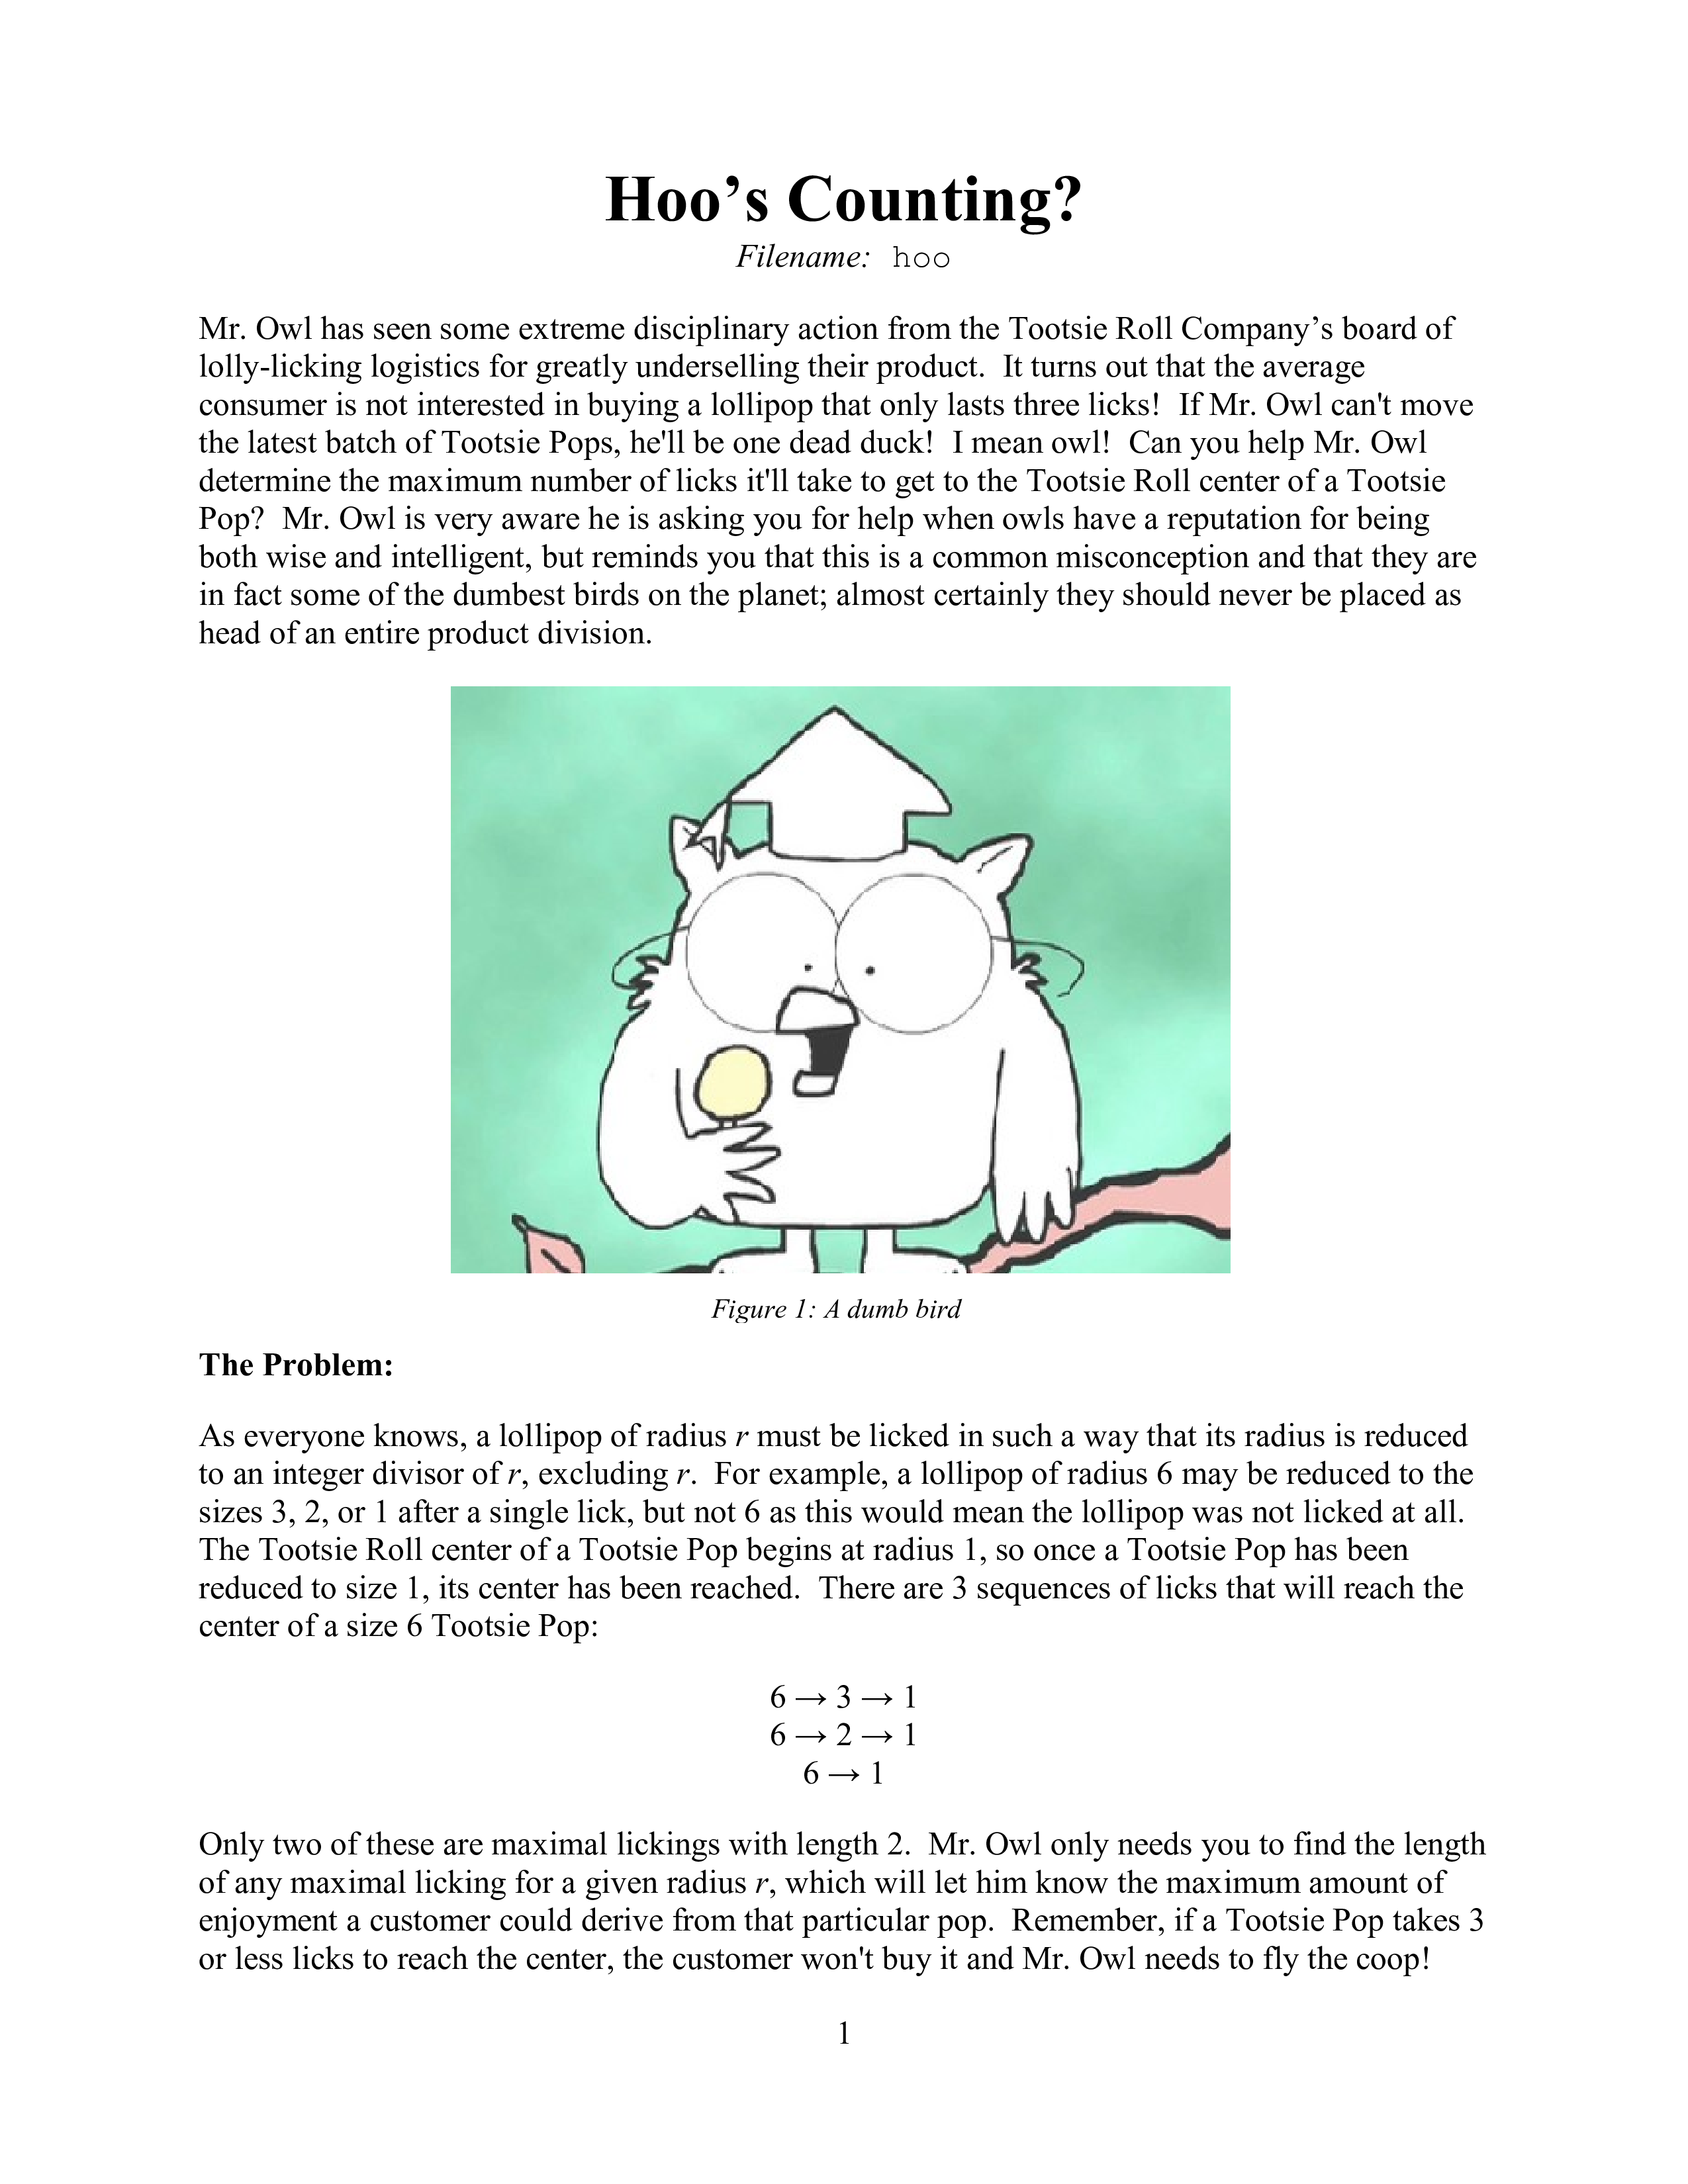 Hoo’s Counting?
Filename: hoo
Mr. Owl has seen some extreme disciplinary action from the Tootsie Roll Company’s board of
lolly-licking logistics for greatly underselling their product. It turns out that the average
consumer is not interested in buying a lollipop that only lasts three licks! If Mr. Owl can't move
the latest batch of Tootsie Pops, he'll be one dead duck! I mean owl! Can you help Mr. Owl
determine the maximum number of licks it'll take to get to the Tootsie Roll center of a Tootsie
Pop? Mr. Owl is very aware he is asking you for help when owls have a reputation for being
both wise and intelligent, but reminds you that this is a common misconception and that they are
in fact some of the dumbest birds on the planet; almost certainly they should never be placed as
head of an entire product division.
Figure 1: A dumb bird
The Problem:
As everyone knows, a lollipop of radius r must be licked in such a way that its radius is reduced
to an integer divisor of r, excluding r. For example, a lollipop of radius 6 may be reduced to the
sizes 3, 2, or 1 after a single lick, but not 6 as this would mean the lollipop was not licked at all.
The Tootsie Roll center of a Tootsie Pop begins at radius 1, so once a Tootsie Pop has been
reduced to size 1, its center has been reached. There are 3 sequences of licks that will reach the
center of a size 6 Tootsie Pop:
6 → 3 → 1
6 → 2 → 1
6 → 1
Only two of these are maximal lickings with length 2. Mr. Owl only needs you to find the length
of any maximal licking for a given radius r, which will let him know the maximum amount of
enjoyment a customer could derive from that particular pop. Remember, if a Tootsie Pop takes 3
or less licks to reach the center, the customer won't buy it and Mr. Owl needs to fly the coop!
1